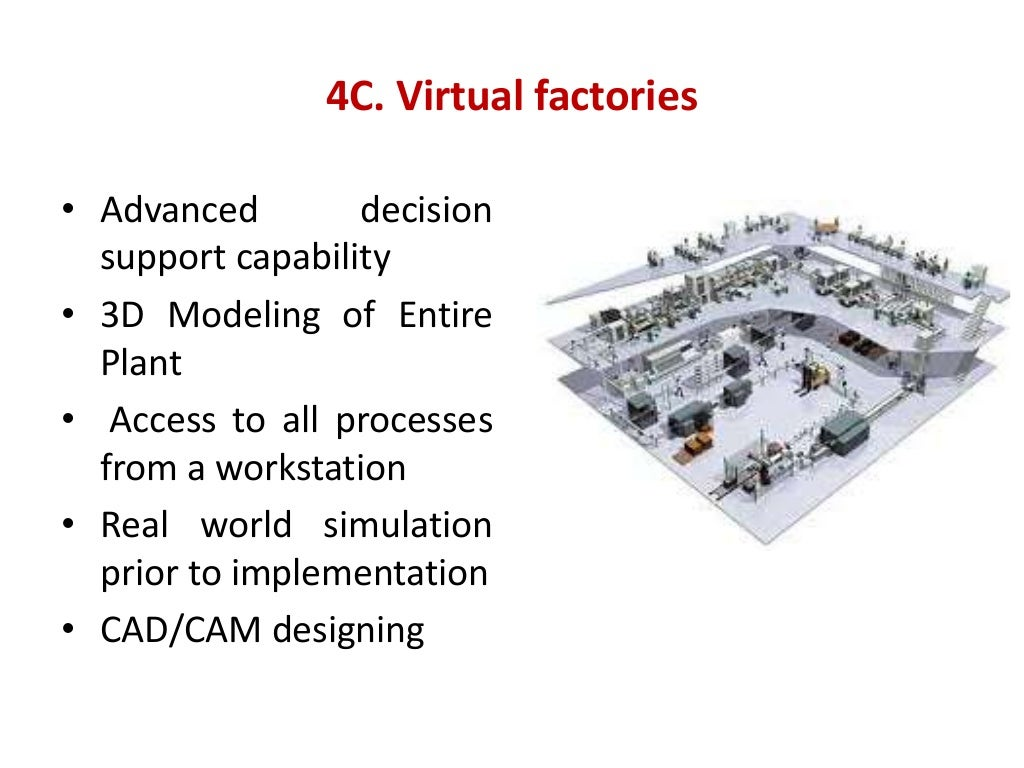 4C. Virtual factories
• Advanced decision
support capability
• 3D Modeling of Entire
Plant
• Access to all processes
from a workstation
• Real world simulation
prior to implementation
• CAD/CAM designing